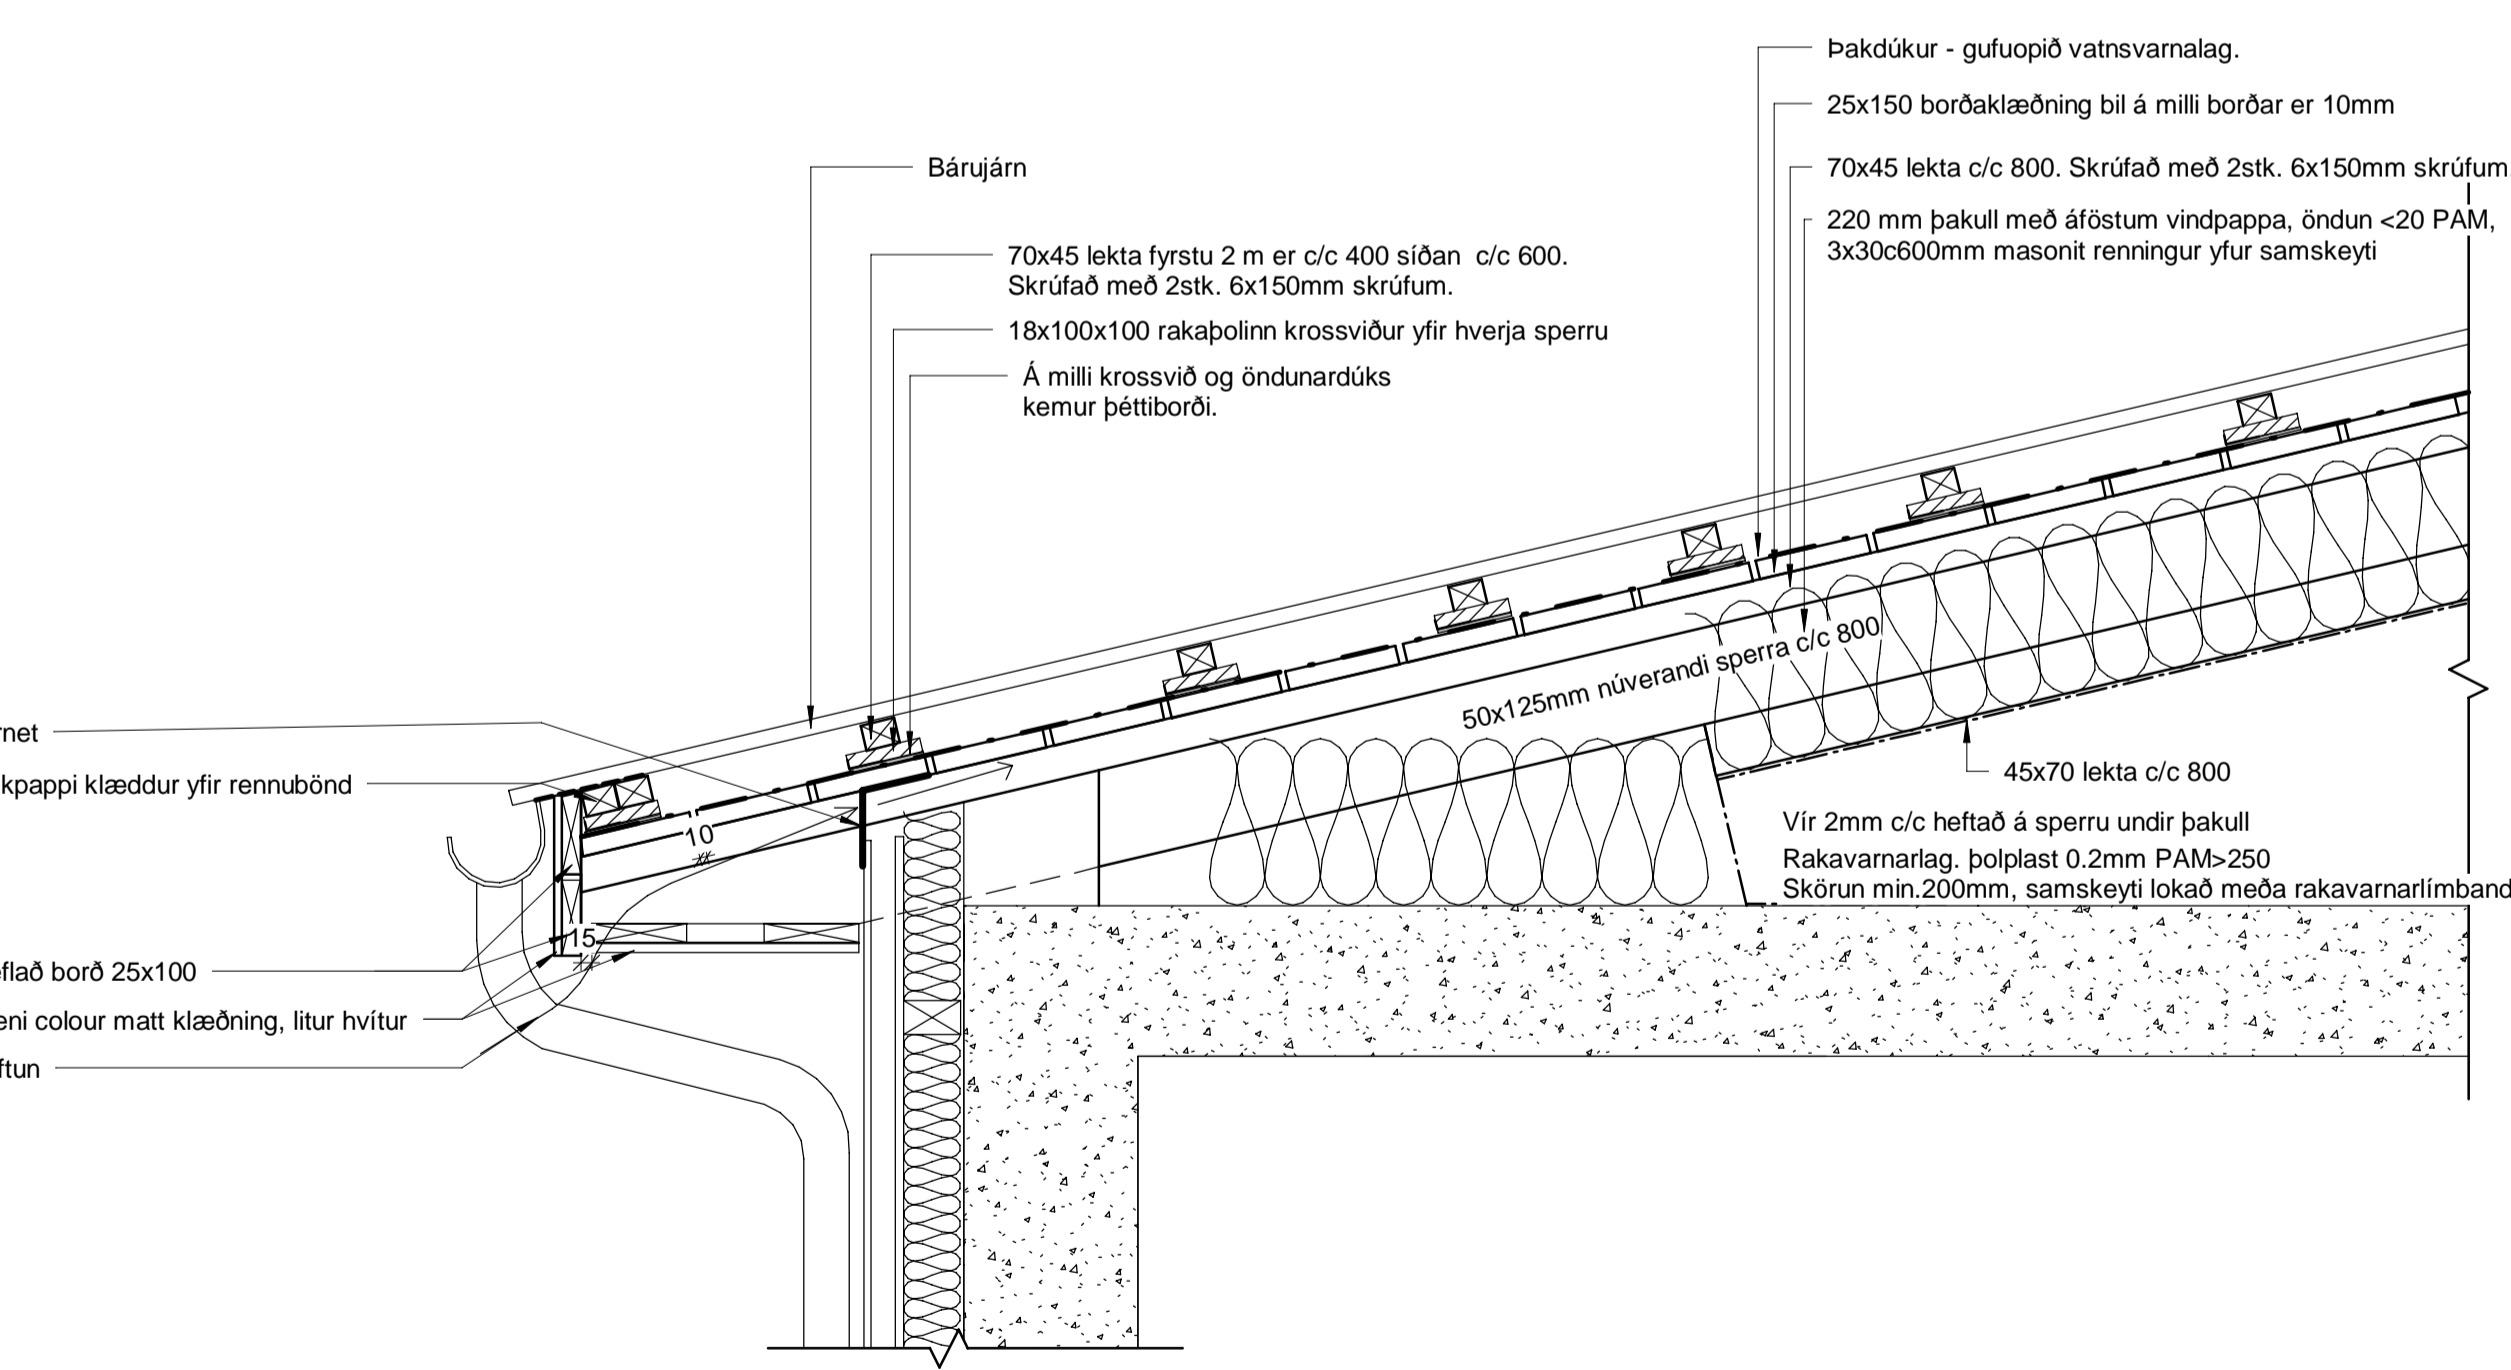 Þakdúkur - gufuopið vatnsvarnalag.
25x150 borðaklæðning bil á milli borðar er 10mm
Bárujárn
70x45 lekta c/c 800. Skrúfað með 2stk. 6x150mm skrúfum.
220 mm þakull með áföstum vindpappa, öndun <20 PAM,
3x30c600mm masonit renningur yfur samskeyti
70x45 lekta fyrstu 2 m er c/c 400 síðan c/c 600.
Skrúfað með 2stk. 6x150mm skrúfum.
18x100x100 rakaþolinn krossviður yfir hverja sperru
Á milli krossvið og öndunardúks
kemur þéttiborði.
50x125mm núverandi sperra c/c 800
rnet
kpappi klæddur yfir rennubönd
45x70 lekta c/c 800
10
Vír 2mm c/c heftað á sperru undir þakull
Rakavarnarlag. þolplast 0.2mm PAM>250
Skörun min.200mm, samskeyti lokað meða rakavarnarlímband
15
eflað borð 25x100
eni colour matt klæðning, litur hvítur
ftun